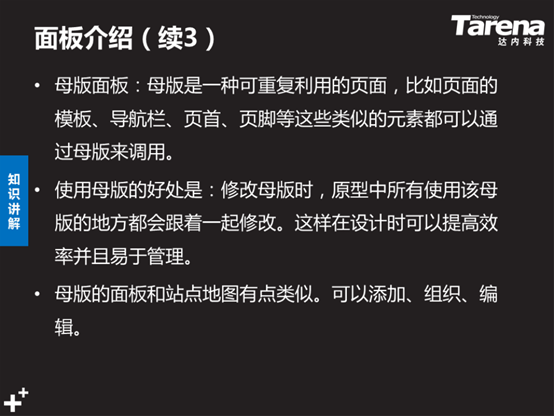 面板介绍（续3）
Technology
Tarena
达内科技
• 母版面板：母版是一种可重复利用的页面，比如页面的
模板、导航栏、页首、页脚等这些类似的元素都可以通
过母版来调用。
知识讲解
• 使用母版的好处是：修改母版时，原型中所有使用该母
版的地方都会跟着一起修改。这样在设计时可以提高效
率并且易于管理。
• 母版的面板和站点地图有点类似。可以添加、组织、编
辑。